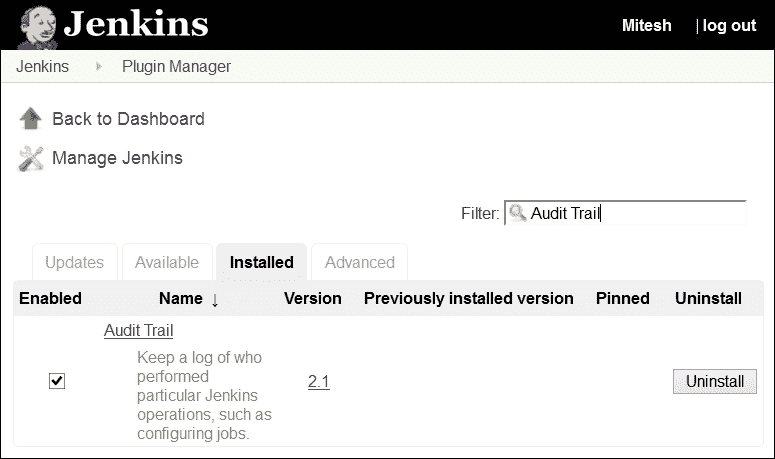 Jenkins
Mitesh | log out
Jenkins Plugin Manager
Back to Dashboard
Manage Jenkins
Filter: Audit Trail
Updates Available Installed Advanced
Enabled Name ↓ Version Previously installed version Pinned Uninstall
Audit Trail
Keep a log of who
performed
particular Jenkins
operations, such as
configuring jobs.
2.1
Uninstall